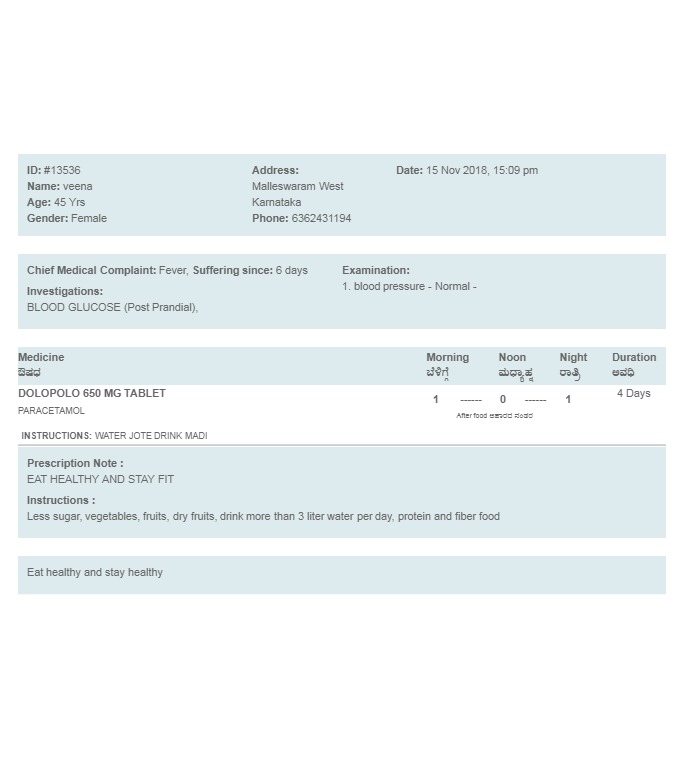 ID: #13536 Address: Date: 15 Nov 2018, 15:09 pm
Name: veena Malleswaram West
Age: 45 Yrs Karnataka
Gender: Female Phone: 6362431194
Chief Medical Complaint: Fever, Suffering since: 6 days Examination:
1. blood pressure - Normal -
Investigations:
BLOOD GLUCOSE (Post Prandial),
Medicine Morning Noon Night Duration
ಔಷಧ ಬೆಳಿಗ್ಗೆ ಮಧ್ಯಾಹ್ನ ರಾತ್ರಿ ಅವಧಿ
DOLOPOLO 650 MG TABLET 1 ------ 0 ------ 1 4 Days
PARACETAMOL After food ಆಹಾರದ ನಂತರ
INSTRUCTIONS: WATER JOTE DRINK MADI
Prescription Note :
EAT HEALTHY AND STAY FIT
Instructions :
Less sugar, vegetables, fruits, dry fruits, drink more than 3 liter water per day, protein and fiber food
Eat healthy and stay healthy